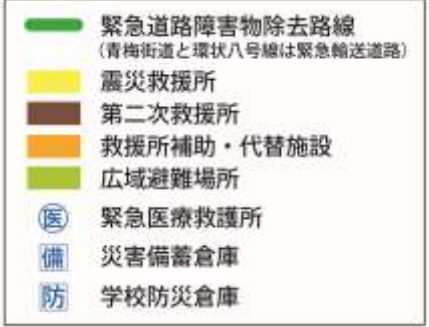 緊急道路障害物除去路線
(青梅街道と環状八号線は緊急輸送道路)
震災救援所
第二次救援所
救援所補助・代替施設
広域避難場所
医 緊急医療救護所
備 災害備蓄倉庫
防 学校防災倉庫